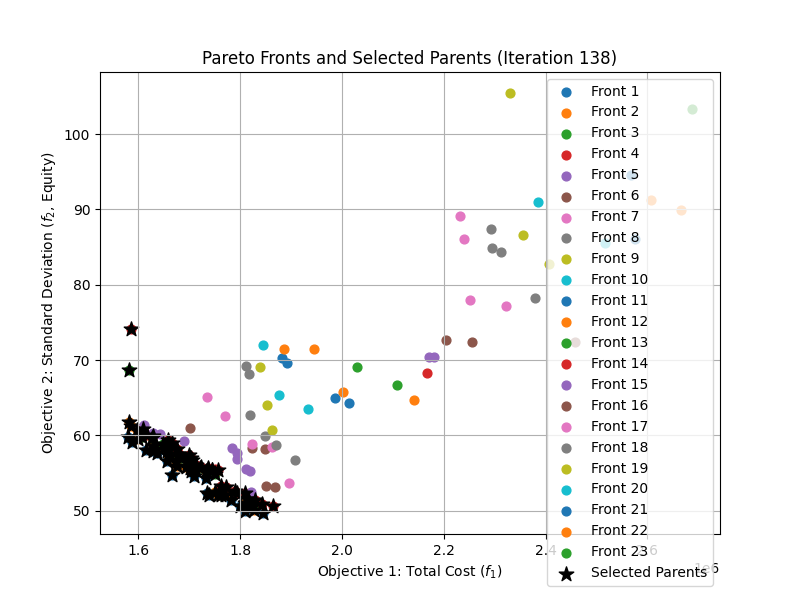 Pareto Fronts and Selected Parents (Iteration 138)
Objective 2: Standard Deviation (f₂, Equity)
100
90
80
70
60
50
1.6
1.8
2.0
2.2
2.4
2.6
1e6
Objective 1: Total Cost (f₁)
Front 1
Front 2
Front 3
Front 4
Front 5
Front 6
Front 7
Front 8
Front 9
Front 10
Front 11
Front 12
Front 13
Front 14
Front 15
Front 16
Front 17
Front 18
Front 19
Front 20
Front 21
Front 22
Front 23
Selected Parents